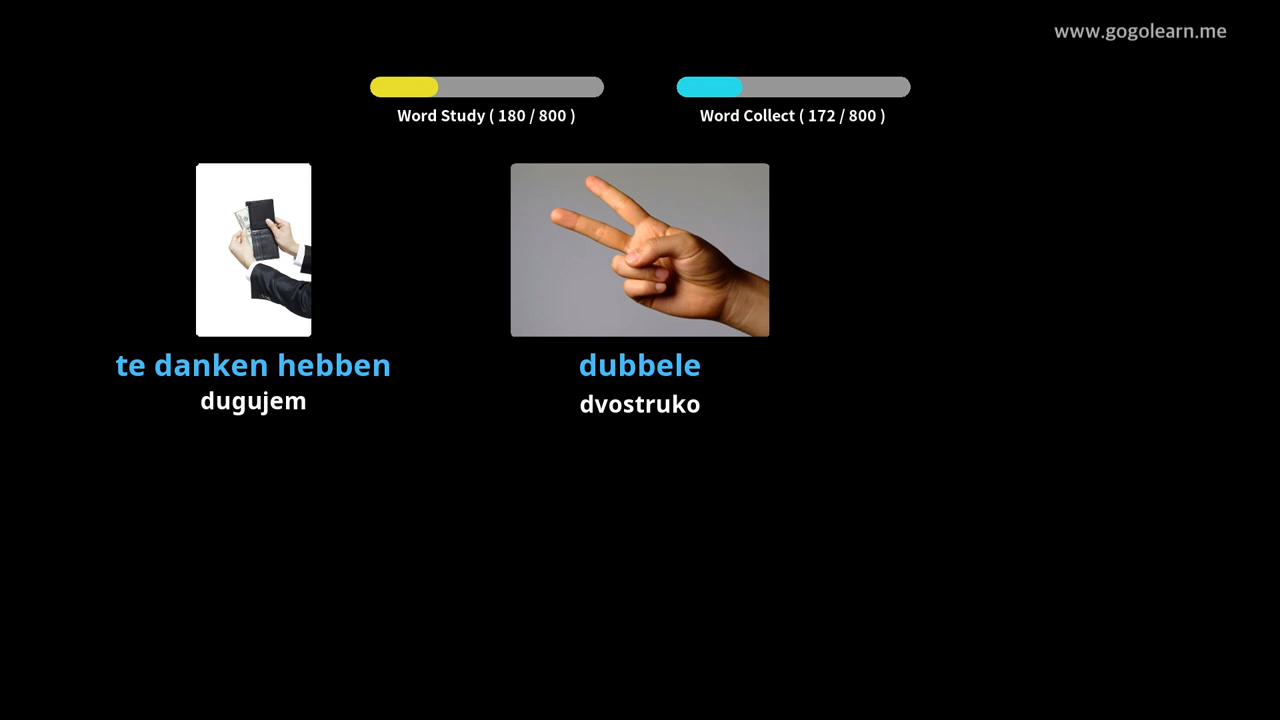 www.gogolearn.me
Word Study ( 180 / 800 )
Word Collect ( 172 / 800 )
te danken hebben
dugujem
dubbele
dvostruko